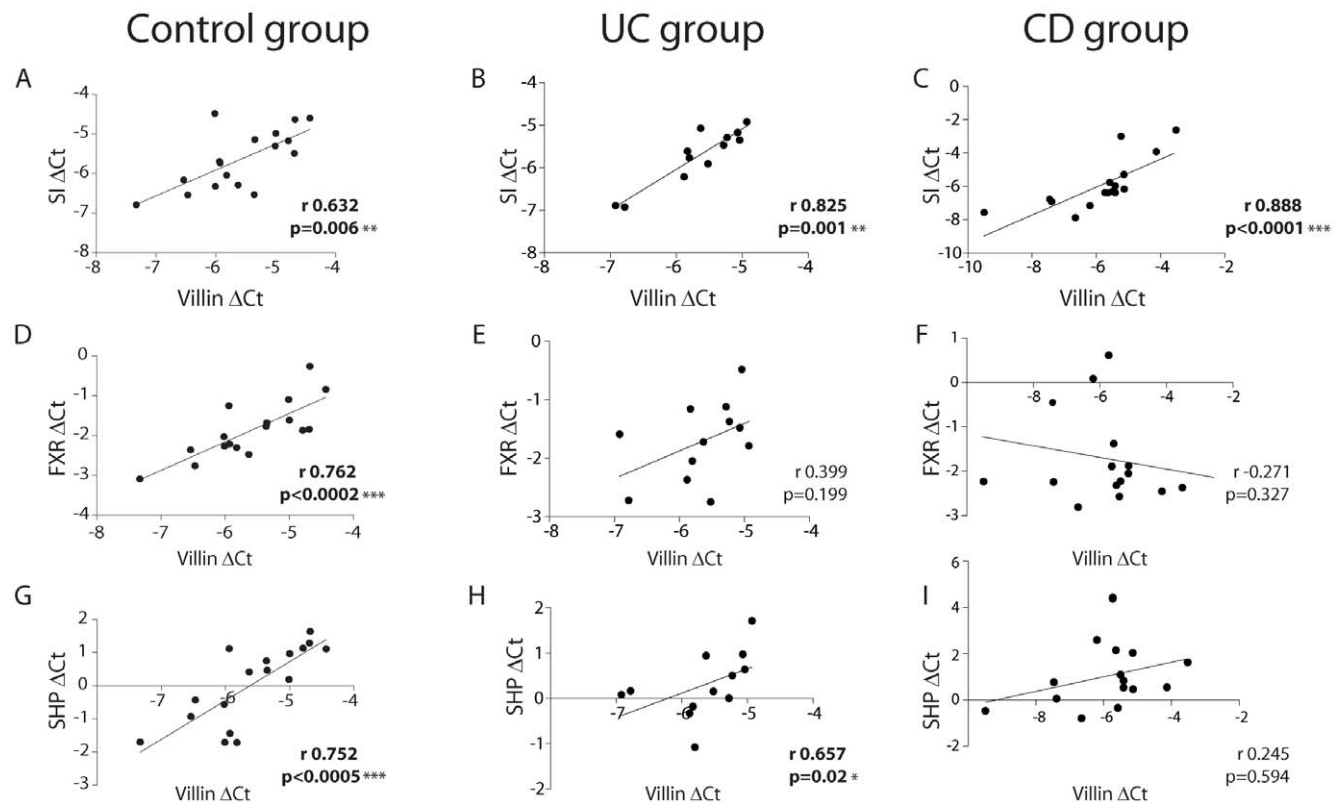 Control group
UC group
CD group
A
SI ΔCt
-4
-5
-6
-7
-8
-8
-7
-6
-5
-4
r 0.632
p=0.006 **
Villin ΔCt
B
SI ΔCt
-4
-5
-6
-7
-8
-8
-7
-6
-5
-4
r 0.825
p=0.001 **
Villin ΔCt
C
SI ΔCt
0
-2
-4
-6
-8
-10
-10
-8
-6
-4
-2
r 0.888
p<0.0001 ***
Villin ΔCt
D
FXR ΔCt
0
-1
-2
-3
-4
-8
-7
-6
-5
-4
r 0.762
p<0.0002 ***
Villin ΔCt
E
FXR ΔCt
0
-1
-2
-3
-8
-7
-6
-5
-4
r 0.399
p=0.199
Villin ΔCt
F
FXR ΔCt
1
0
-1
-2
-3
-8
-6
-4
-2
r -0.271
p=0.327
Villin ΔCt
G
SHP ΔCt
2
1
0
-1
-2
-3
-7
-6
-5
-4
r 0.752
p<0.0005 ***
Villin ΔCt
H
SHP ΔCt
2
1
0
-1
-2
-7
-6
-5
-4
r 0.657
p=0.02 *
Villin ΔCt
I
SHP ΔCt
6
4
2
0
-2
-8
-6
-4
-2
r 0.245
p=0.594
Villin ΔCt